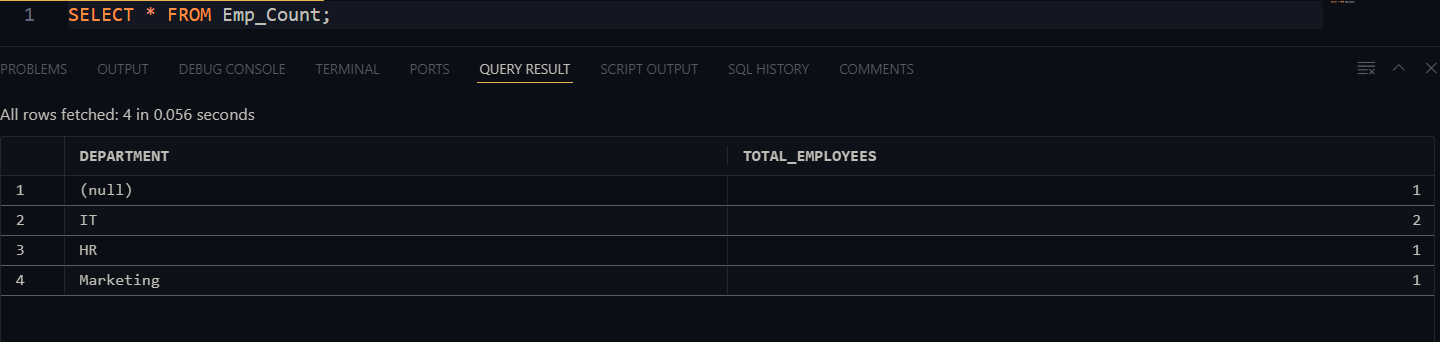 1 SELECT * FROM Emp_Count;
PROBLEMS OUTPUT DEBUG CONSOLE TERMINAL PORTS QUERY RESULT SCRIPT OUTPUT SQL HISTORY COMMENTS
All rows fetched: 4 in 0.056 seconds
DEPARTMENT TOTAL_EMPLOYEES
1 (null) 1
2 IT 2
3 HR 1
4 Marketing 1